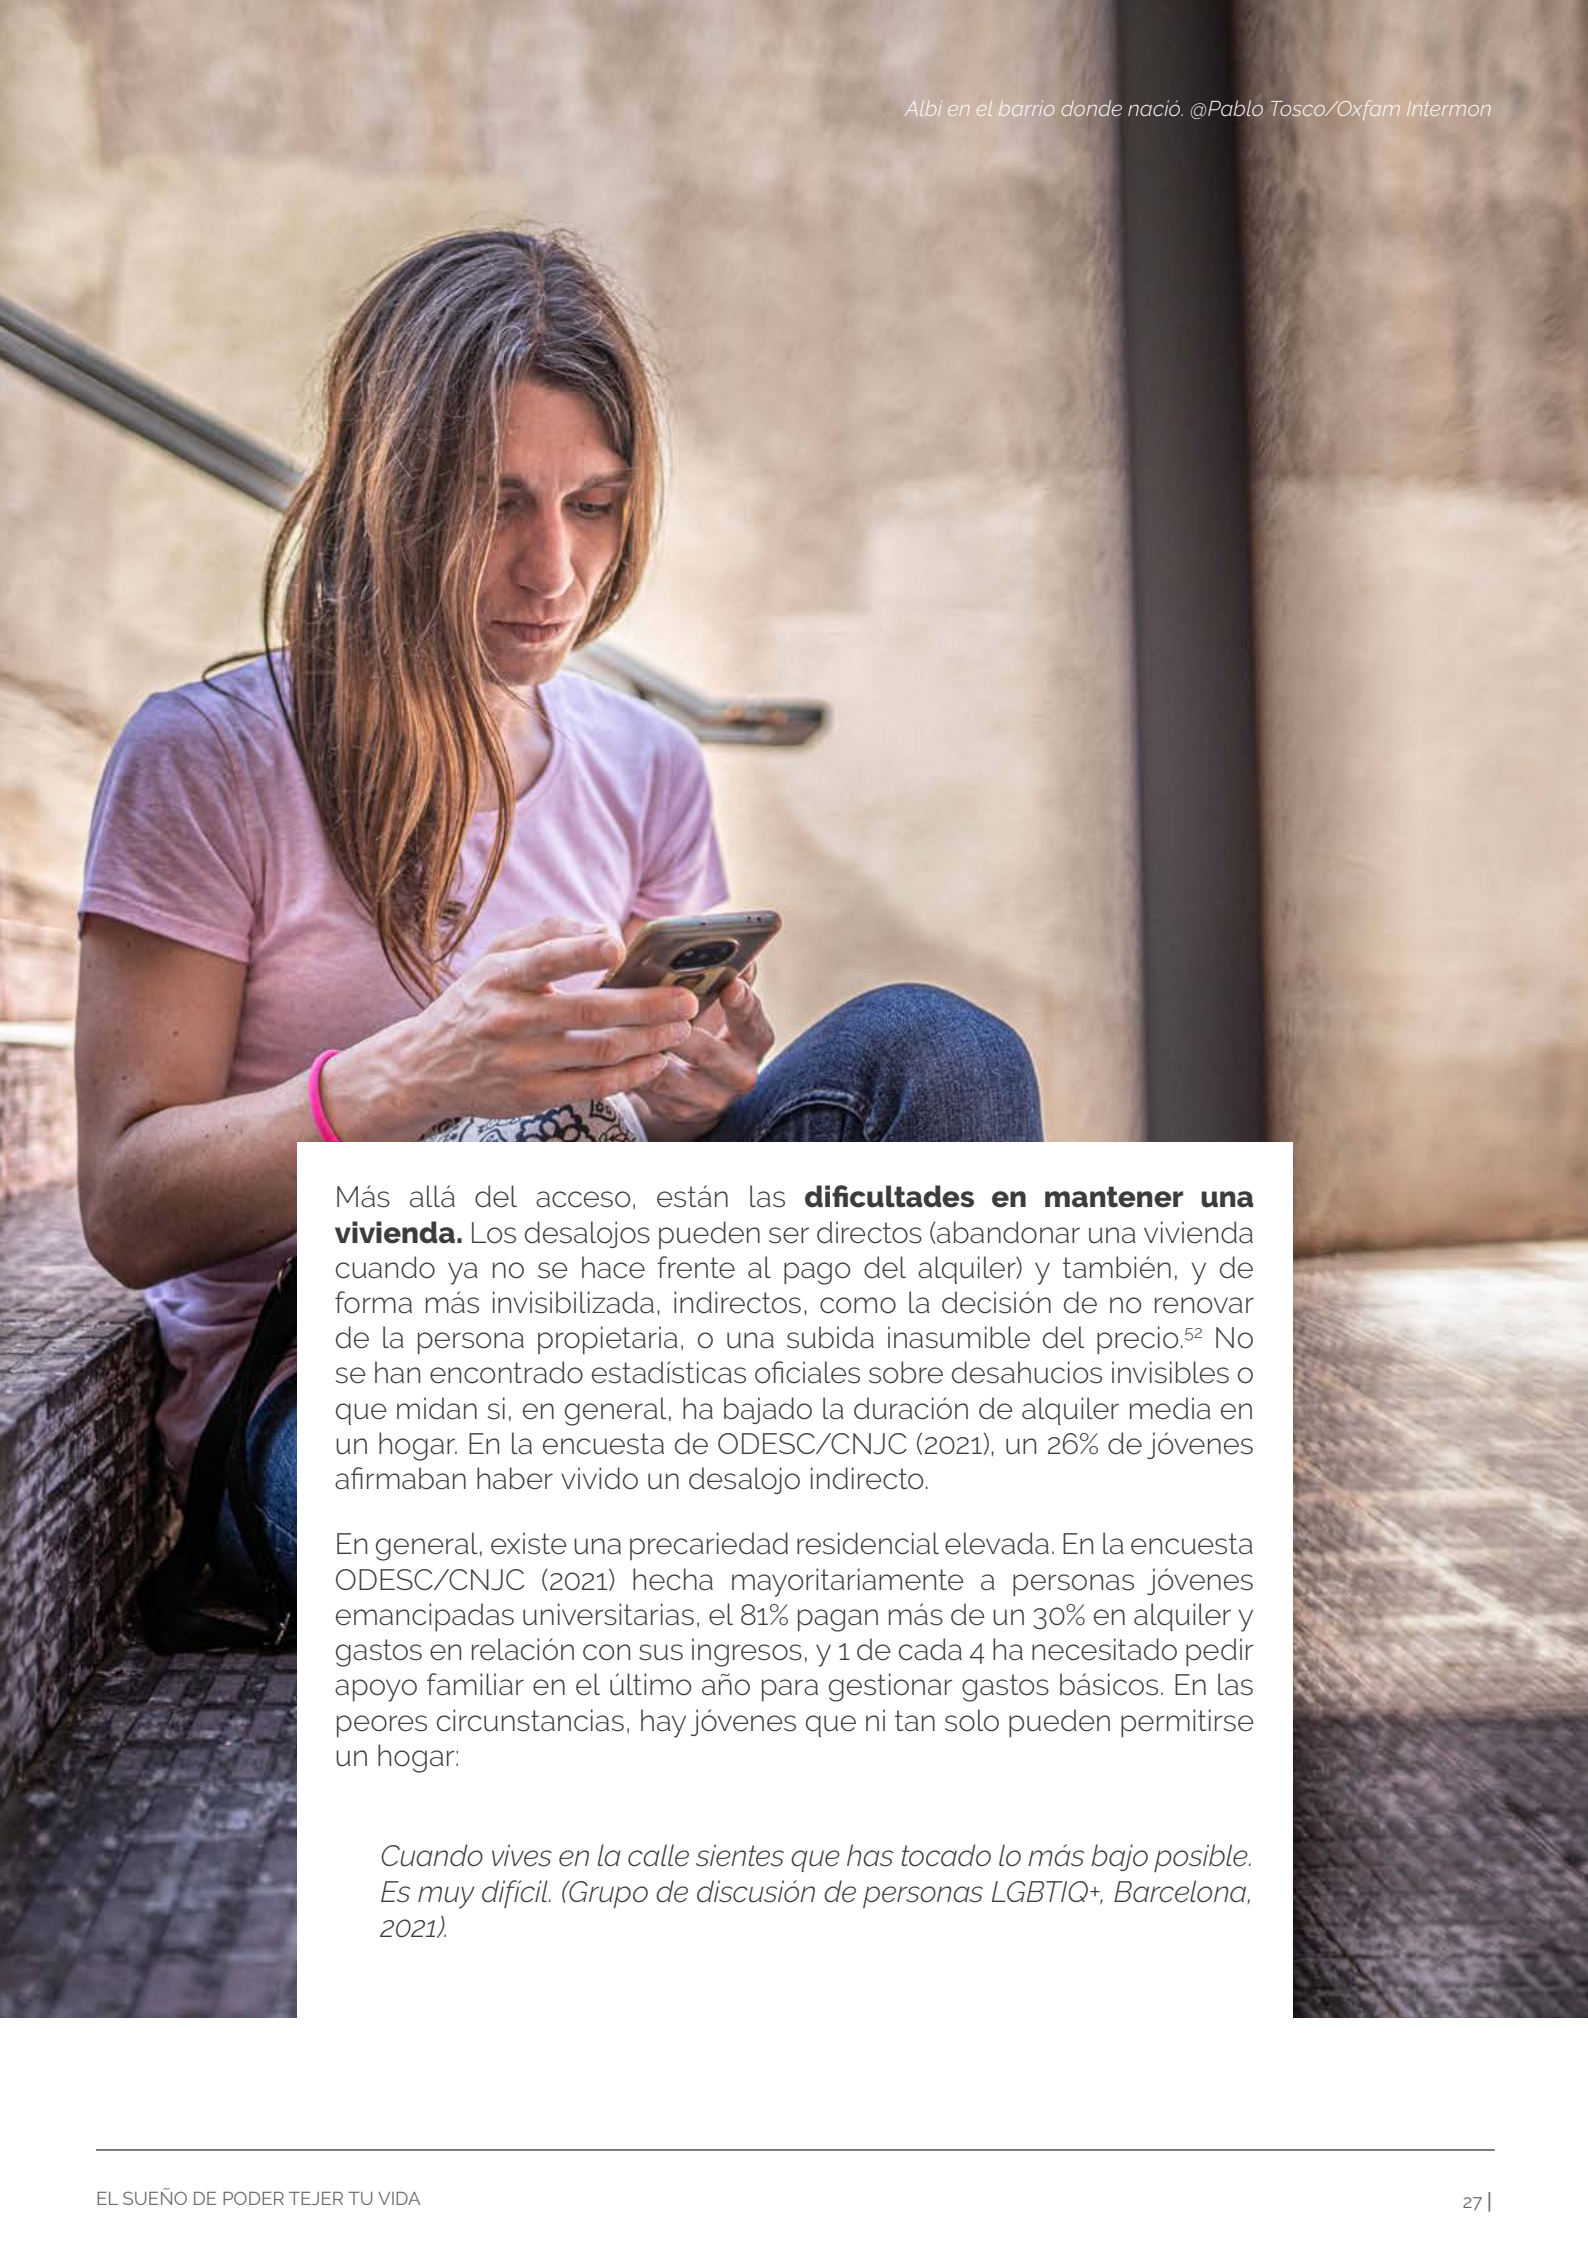 Albi en el barrio donde nació. @Pablo Tosco/Oxfam Intermon
Más allá del acceso, están las dificultades en mantener una
vivienda. Los desalojos pueden ser directos (abandonar una vivienda
cuando ya no se hace frente al pago del alquiler) y también, y de
forma más invisibilizada, indirectos, como la decisión de no renovar
de la persona propietaria, o una subida inasumible del precio.52 No
se han encontrado estadísticas oficiales sobre desahucios invisibles o
que midan si, en general, ha bajado la duración de alquiler media en
un hogar. En la encuesta de ODESC/CNJC (2021), un 26% de jóvenes
afirmaban haber vivido un desalojo indirecto.
En general, existe una precariedad residencial elevada. En la encuesta
ODESC/CNJC (2021) hecha mayoritariamente a personas jóvenes
emancipadas universitarias, el 81% pagan más de un 30% en alquiler y
gastos en relación con sus ingresos, y 1 de cada 4 ha necesitado pedir
apoyo familiar en el último año para gestionar gastos básicos. En las
peores circunstancias, hay jóvenes que ni tan solo pueden permitirse
un hogar:
Cuando vives en la calle sientes que has tocado lo más bajo posible.
Es muy difícil. (Grupo de discusión de personas LGBTIQ+, Barcelona,
2021).
EL SUEÑO DE PODER TEJER TU VIDA
27 |